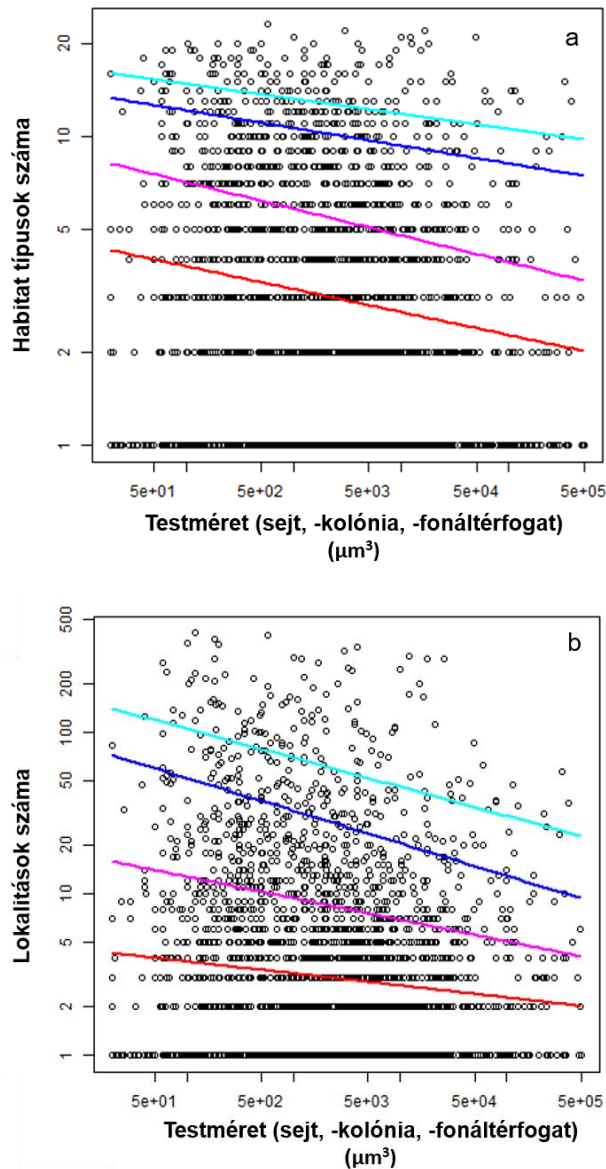 a
20
10
5
2
1
Habitat típusok száma
5e+01 5e+02 5e+03 5e+04 5e+05
Testméret (sejt, -kolónia, -fonáltérfogat)
(µm³)
b
500
200
100
50
20
10
5
2
1
Lokalitások száma
5e+01 5e+02 5e+03 5e+04 5e+05
Testméret (sejt, -kolónia, -fonáltérfogat)
(µm³)